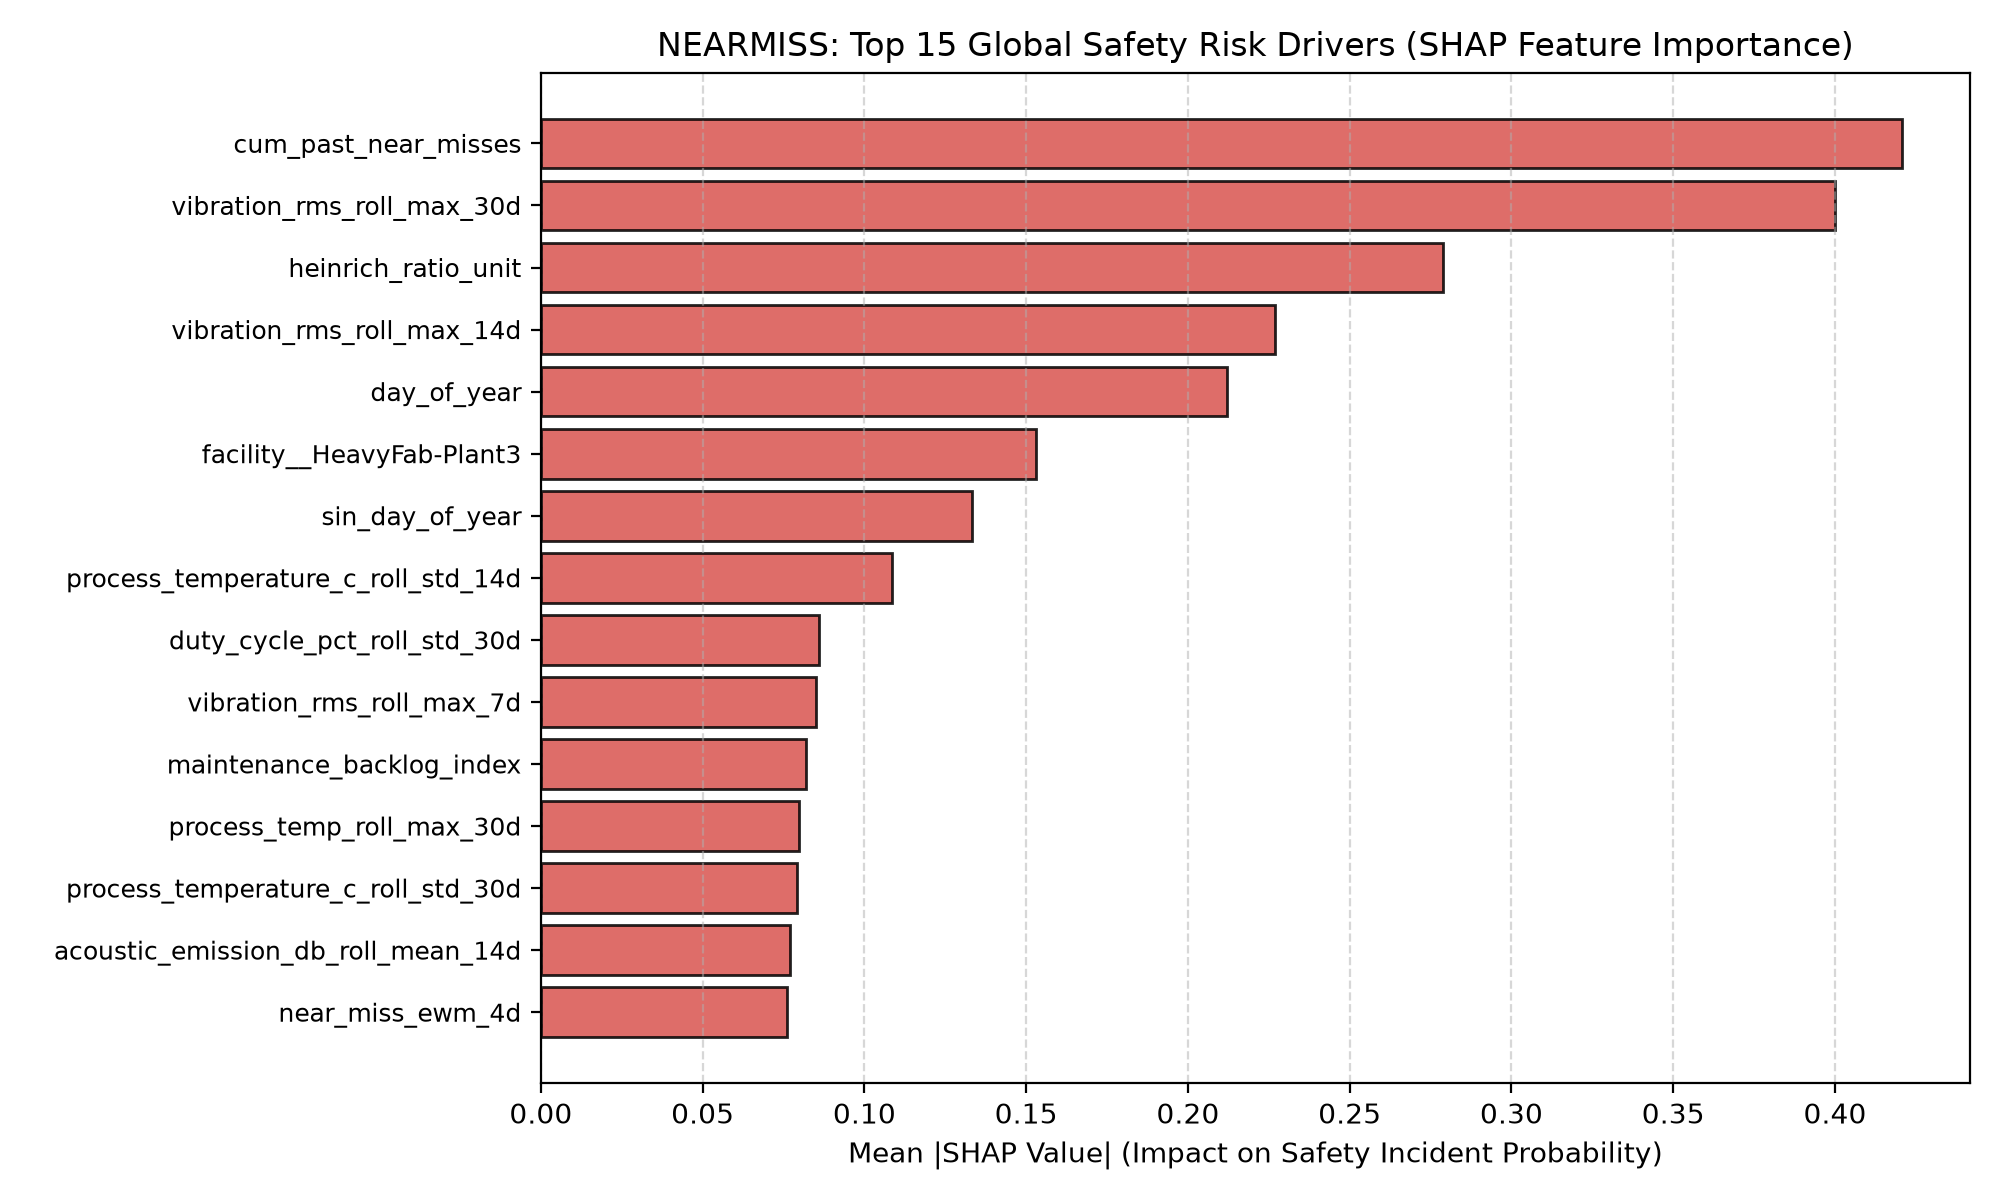 NEARMISS: Top 15 Global Safety Risk Drivers (SHAP Feature Importance)
cum_past_near_misses
vibration_rms_roll_max_30d
heinrich_ratio_unit
vibration_rms_roll_max_14d
day_of_year
facility__HeavyFab-Plant3
sin_day_of_year
process_temperature_c_roll_std_14d
duty_cycle_pct_roll_std_30d
vibration_rms_roll_max_7d
maintenance_backlog_index
process_temp_roll_max_30d
process_temperature_c_roll_std_30d
acoustic_emission_db_roll_mean_14d
near_miss_ewm_4d
0.00 0.05 0.10 0.15 0.20 0.25 0.30 0.35 0.40
Mean |SHAP Value| (Impact on Safety Incident Probability)